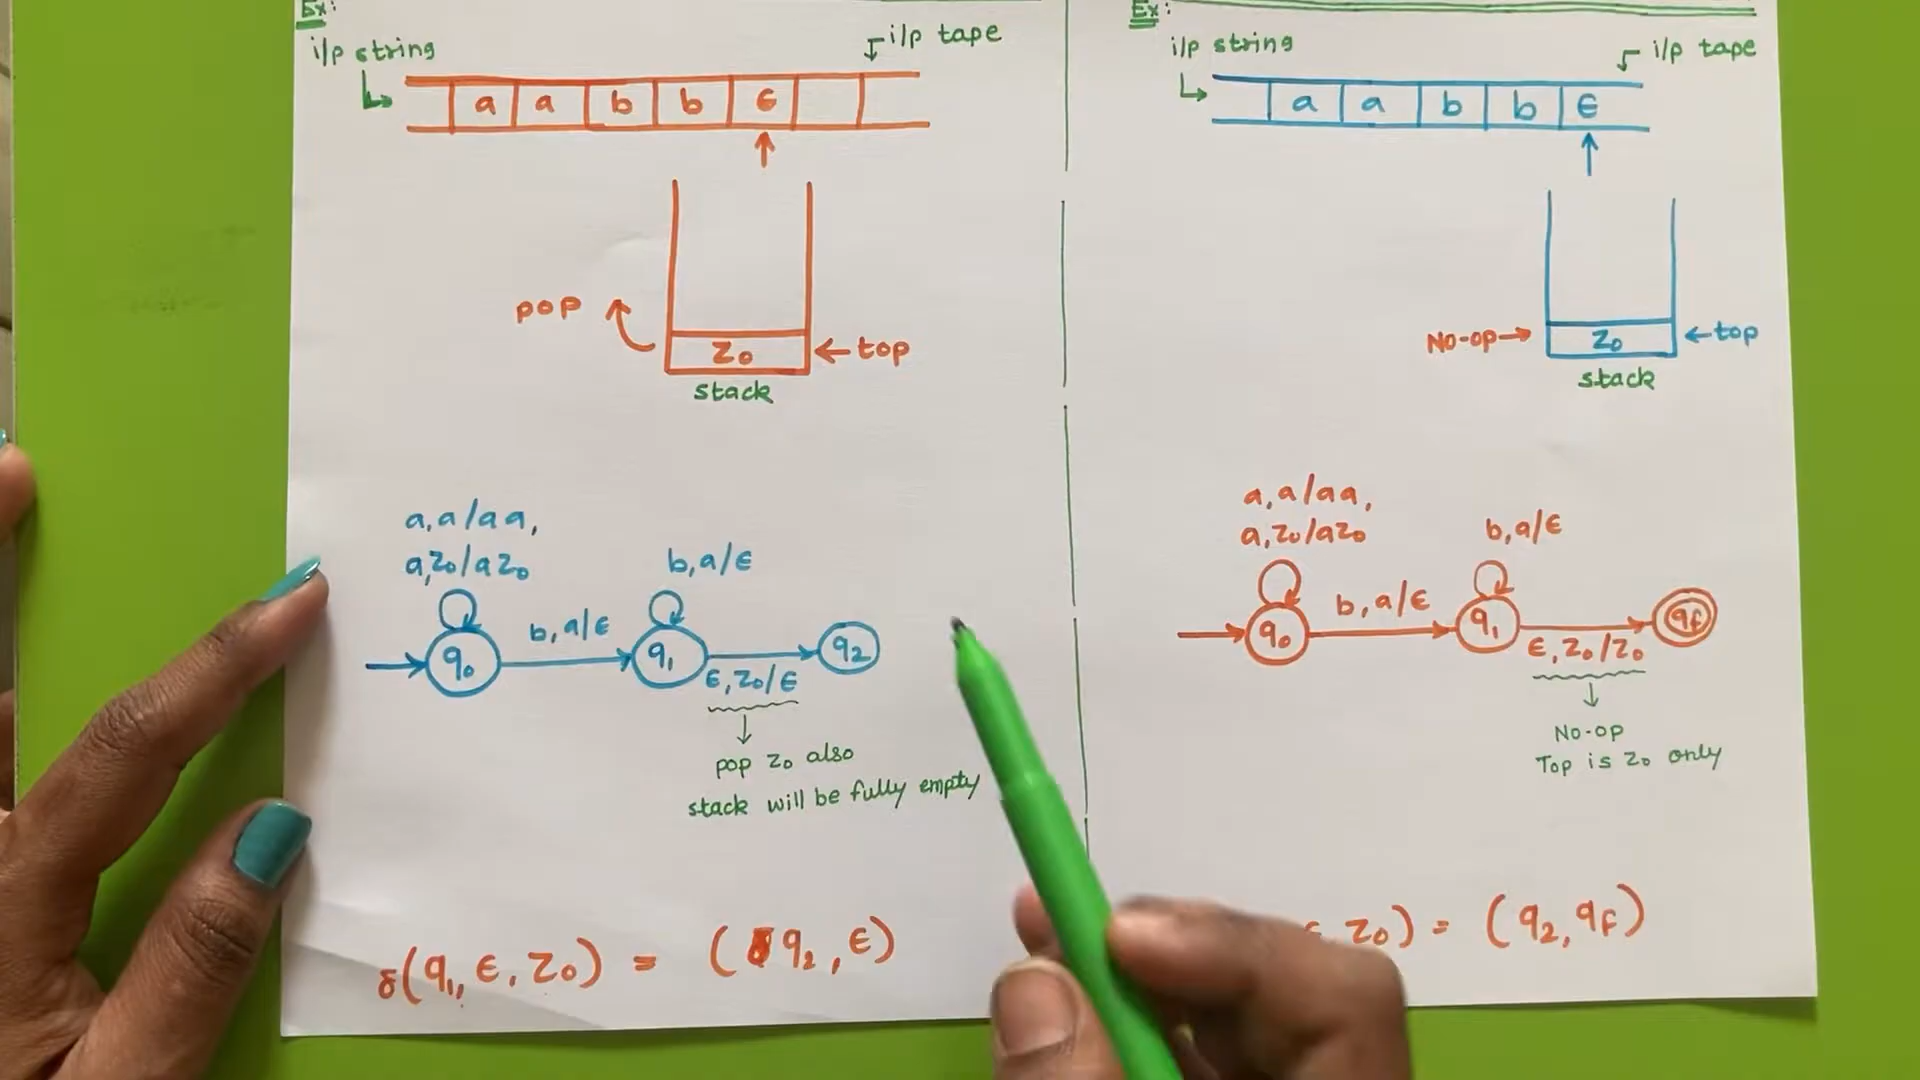 Ex:
i/p string
i/p tape
a a b b ϵ
pop
Z₀
←top
stack
a,a/aa,
a,Z₀/aZ₀
b,a/ϵ
b,a/ϵ
q₀
q₁
q₂
ϵ,Z₀/ϵ
pop Z₀ also
stack will be fully empty
δ(q₁,ϵ,Z₀) = (q₂,ϵ)
Ex:
i/p string
i/p tape
a a b b ϵ
No-op→
Z₀
←top
stack
a,a/aa,
a,Z₀/aZ₀
b,a/ϵ
b,a/ϵ
q₀
q₁
qf
ϵ,Z₀/Z₀
No-op
Top is Z₀ only
Z₀) = (q₂,qf)